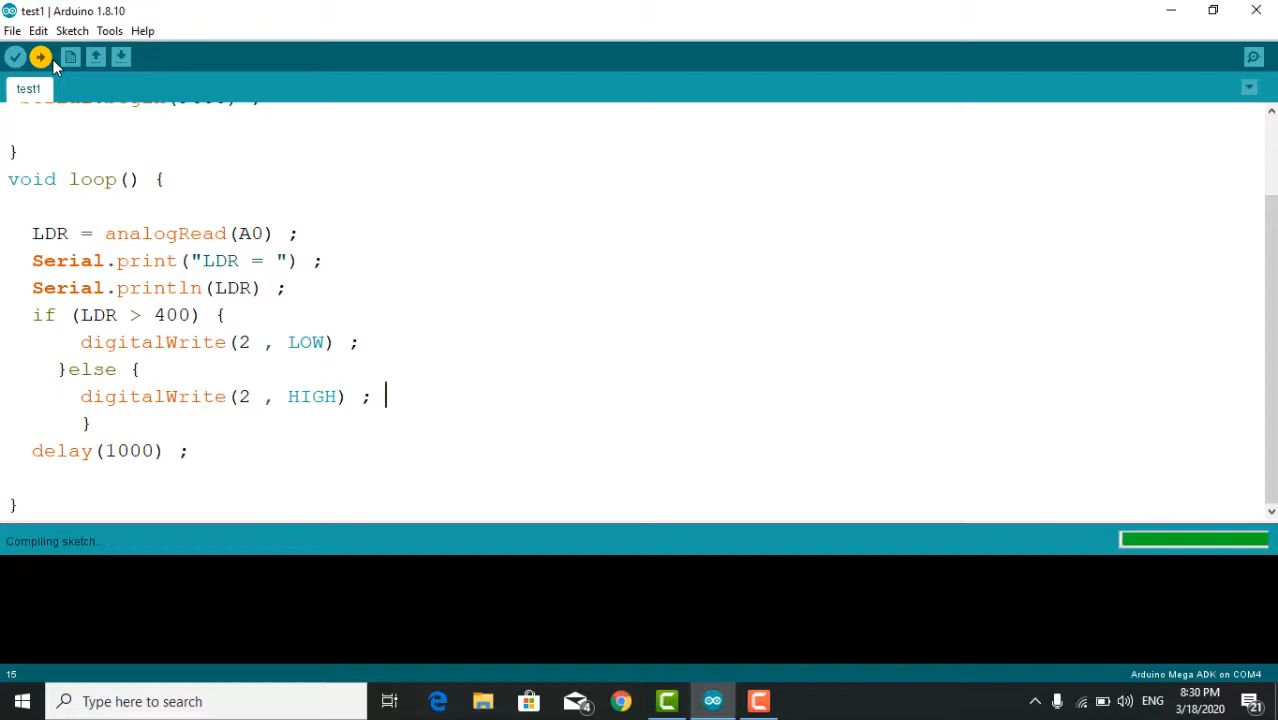 test1 | Arduino 1.8.10
File Edit Sketch Tools Help
test1
}
void loop() {
LDR = analogRead(A0) ;
Serial.print("LDR = ") ;
Serial.println(LDR) ;
if (LDR > 400) {
digitalWrite(2 , LOW) ;
}else {
digitalWrite(2 , HIGH) ;
}
delay(1000) ;
}
Compiling sketch...
15 Arduino Mega ADK on COM4
Type here to search
4
ENG
8:30 PM
3/18/2020
21